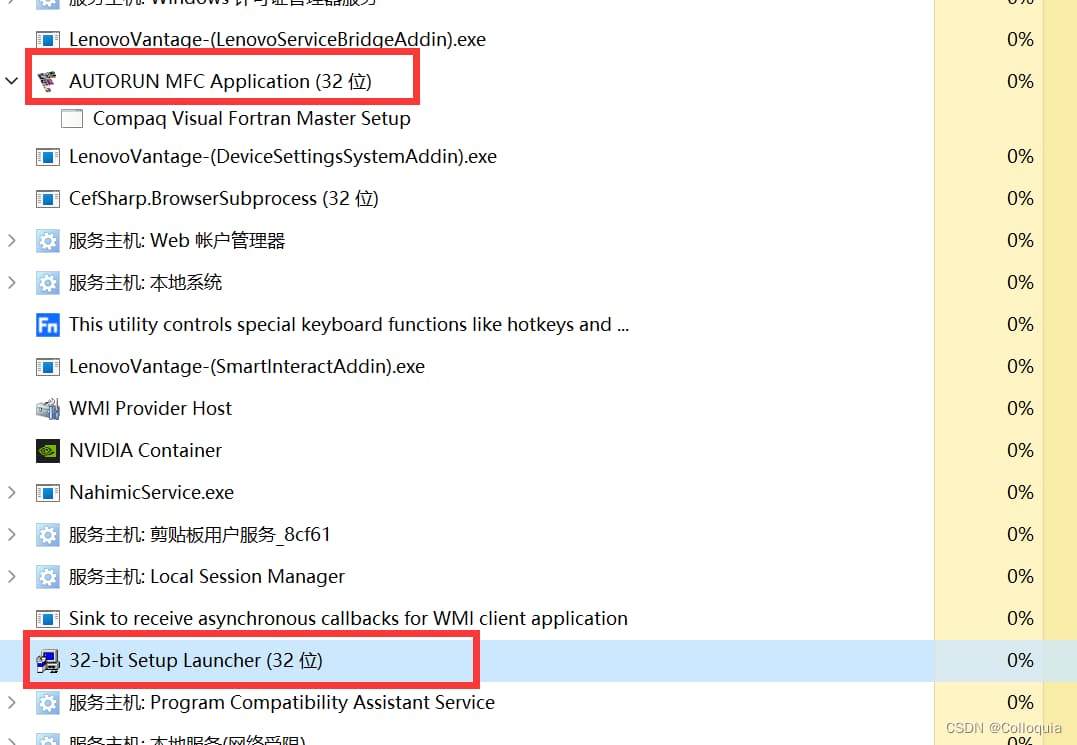 服务主机: Windows 许可证管理器服务
0%
LenovoVantage-(LenovoServiceBridgeAddin).exe 0%
AUTORUN MFC Application (32 位) 0%
Compaq Visual Fortran Master Setup
LenovoVantage-(DeviceSettingsSystemAddin).exe 0%
CefSharp.BrowserSubprocess (32 位) 0%
服务主机: Web 帐户管理器 0%
服务主机: 本地系统 0%
Fn This utility controls special keyboard functions like hotkeys and ... 0%
LenovoVantage-(SmartInteractAddin).exe 0%
WMI Provider Host 0%
NVIDIA Container 0%
NahimicService.exe 0%
服务主机: 剪贴板用户服务_8cf61 0%
服务主机: Local Session Manager 0%
Sink to receive asynchronous callbacks for WMI client application 0%
32-bit Setup Launcher (32 位) 0%
服务主机: Program Compatibility Assistant Service 0%
服务主机: 本地服务(网络受限) 0%
CSDN @Colloquia